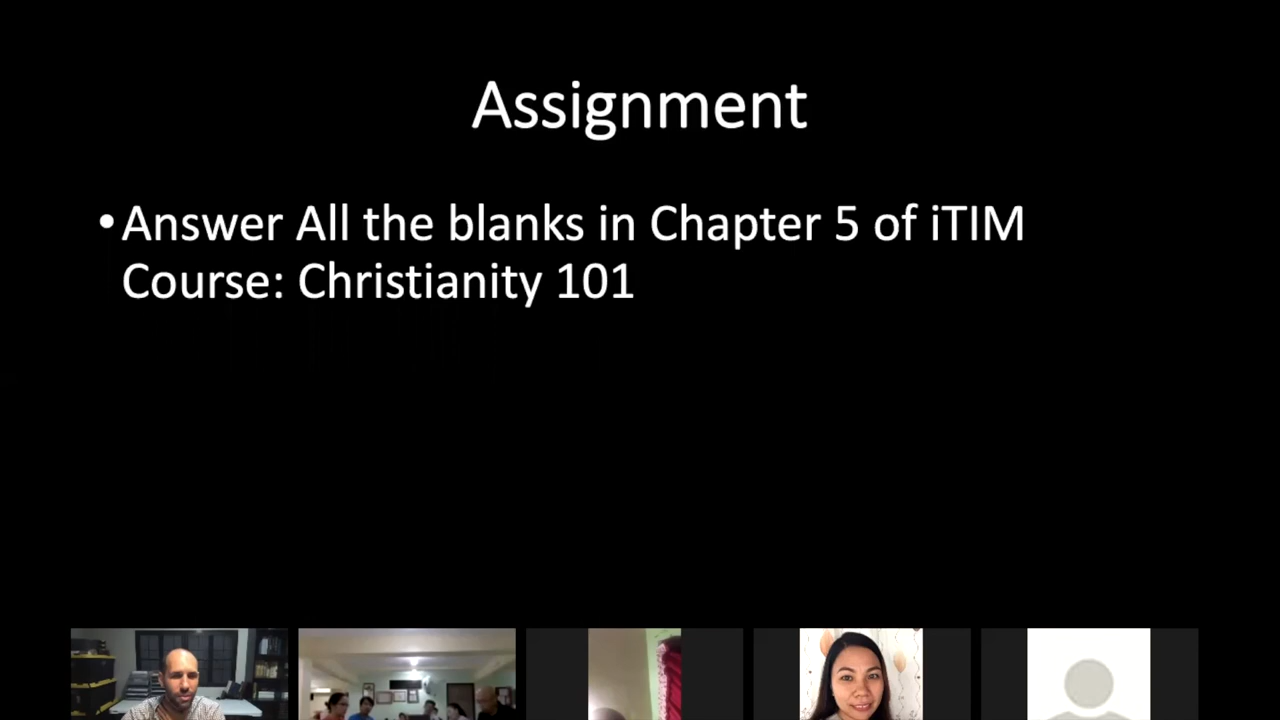 Assignment
•Answer All the blanks in Chapter 5 of iTIM
Course: Christianity 101